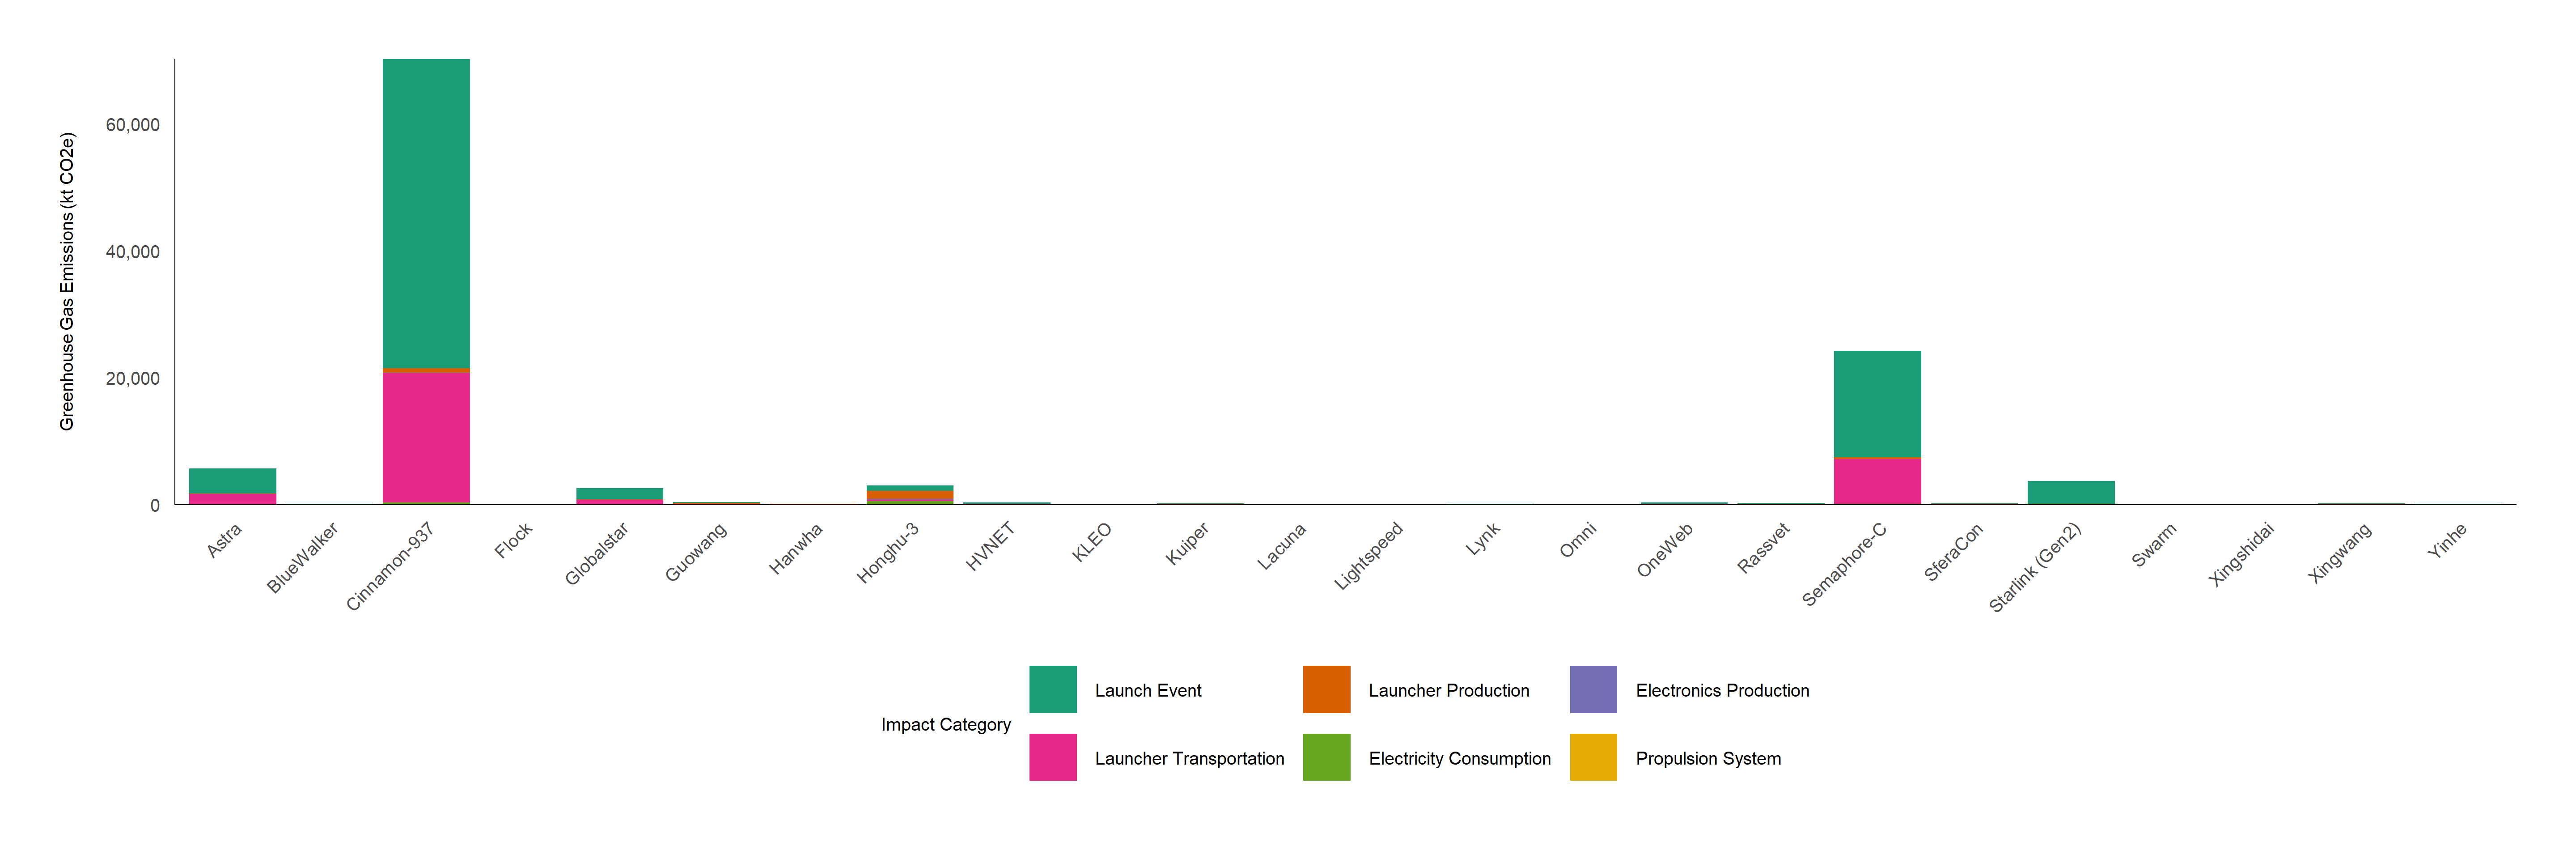 Greenhouse Gas Emissions (kt CO2e)
60,000
40,000
20,000
0
Astra
BlueWalker
Cinnamon-937
Flock
Globalstar
Guowang
Hanwha
Honghu-3
HVNET
KLEO
Kuiper
Lacuna
Lightspeed
Lynk
Omni
OneWeb
Rassvet
Semaphore-C
SferaCon
Starlink (Gen2)
Swarm
Xingshidai
Xingwang
Yinhe
Impact Category
Launch Event
Launcher Production
Electronics Production
Launcher Transportation
Electricity Consumption
Propulsion System